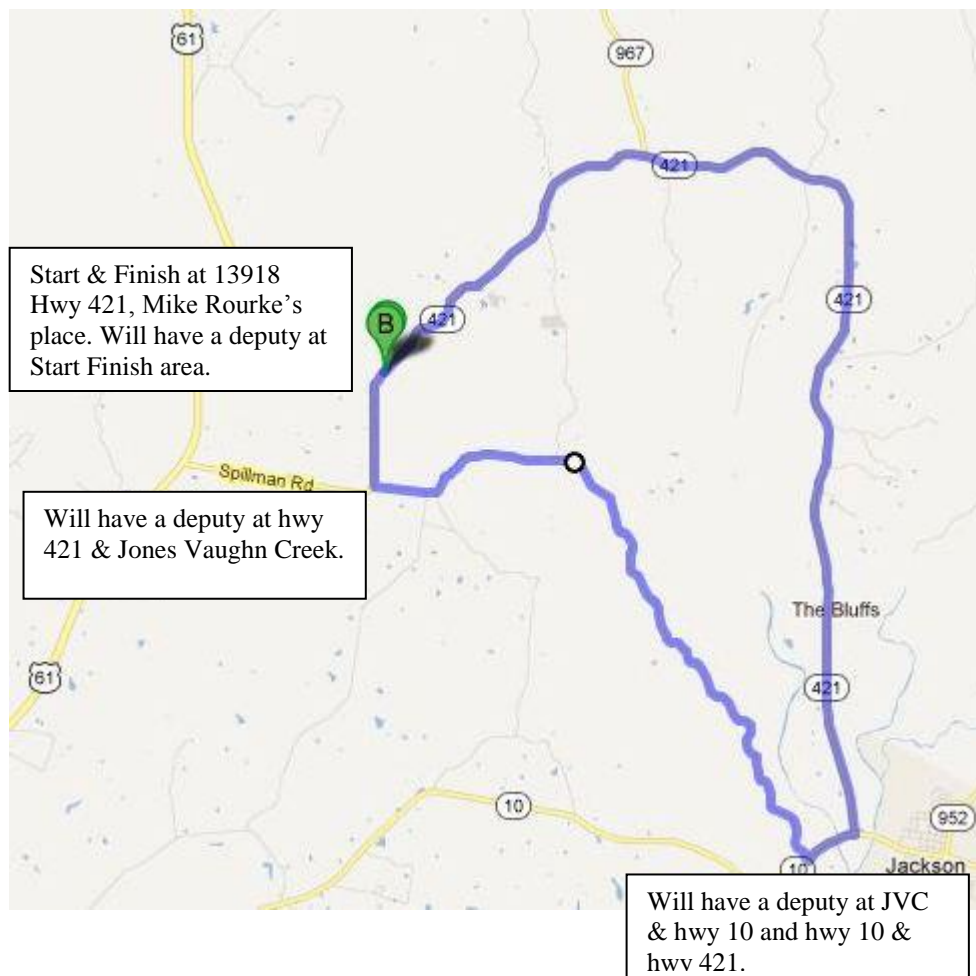 61
967
421
Start & Finish at 13918
Hwy 421, Mike Rourke’s
place. Will have a deputy at
Start Finish area.
B
421
421
Spillman Rd
Will have a deputy at hwy
421 & Jones Vaughn Creek.
The Bluffs
61
421
10
952
10
Jackson
Will have a deputy at JVC
& hwy 10 and hwy 10 &
hwy 421.